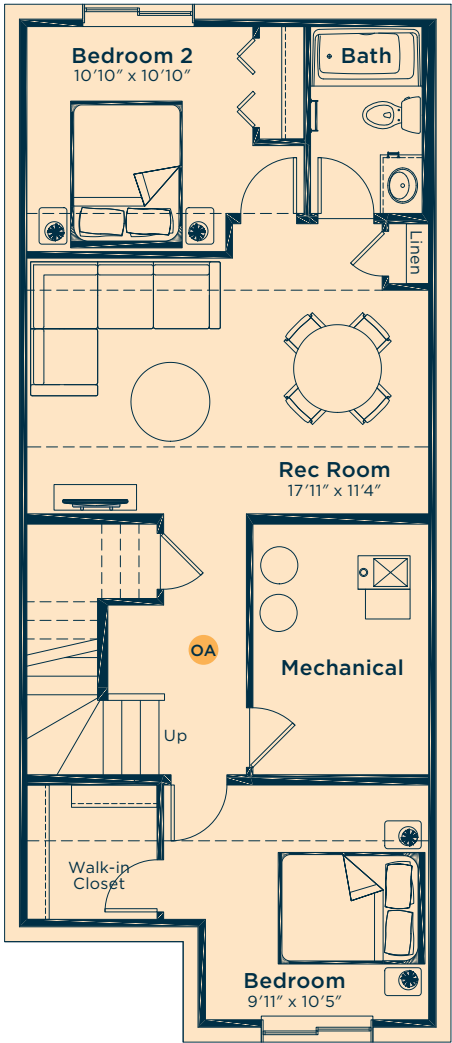 Bedroom 2
10'10" x 10'10"
Bath
Linen
Rec Room
17'11" x 11'4"
OA
Mechanical
Up
Walk-in
Closet
Bedroom
9'11" x 10'5"